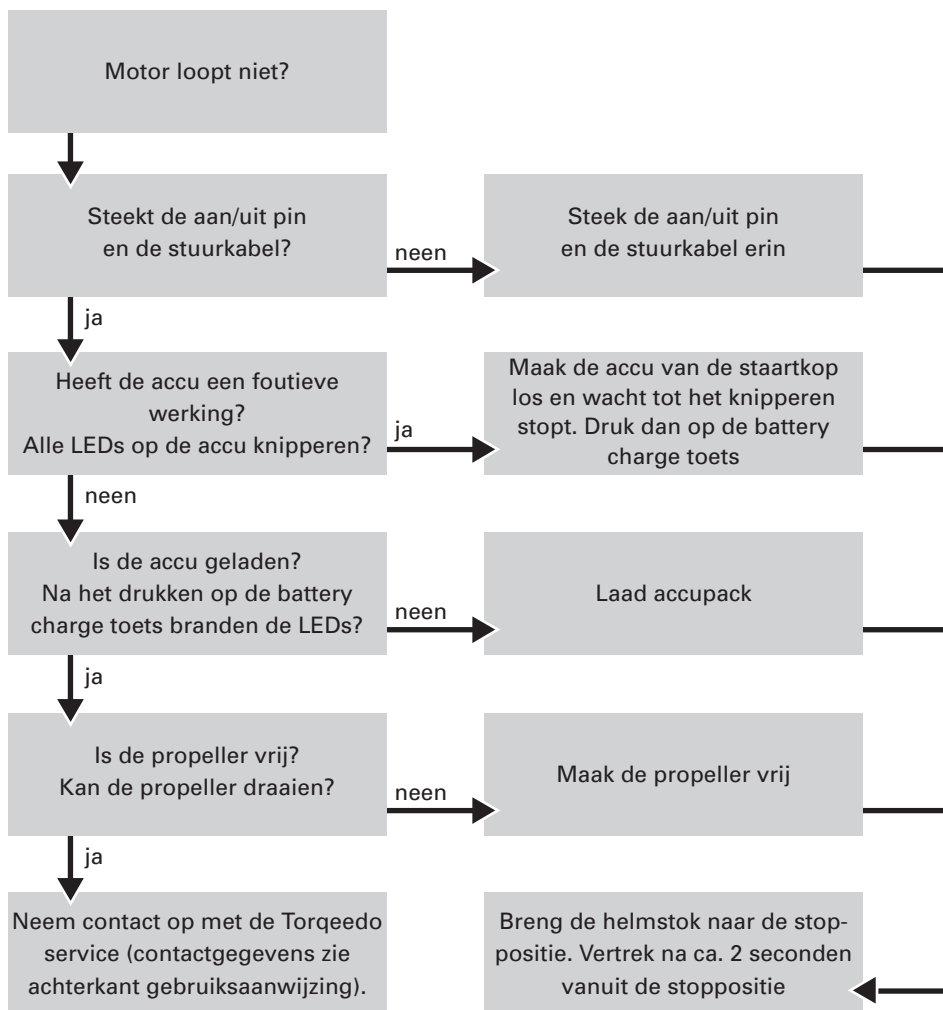 Motor loopt niet?
Steekt de aan/uit pin
en de stuurkabel?
neen
Steek de aan/uit pin
en de stuurkabel erin
ja
Heeft de accu een foutieve
werking?
Alle LEDs op de accu knipperen?
ja
Maak de accu van de staartkop
los en wacht tot het knipperen
stopt. Druk dan op de battery
charge toets
neen
Is de accu geladen?
Na het drukken op de battery
charge toets branden de LEDs?
neen
Laad accupack
ja
Is de propeller vrij?
Kan de propeller draaien?
neen
Maak de propeller vrij
ja
Neem contact op met de Torqeedo
service (contactgegevens zie
achterkant gebruiksaanwijzing).
Breng de helmstok naar de stop-
positie. Vertrek na ca. 2 seconden
vanuit de stoppositie